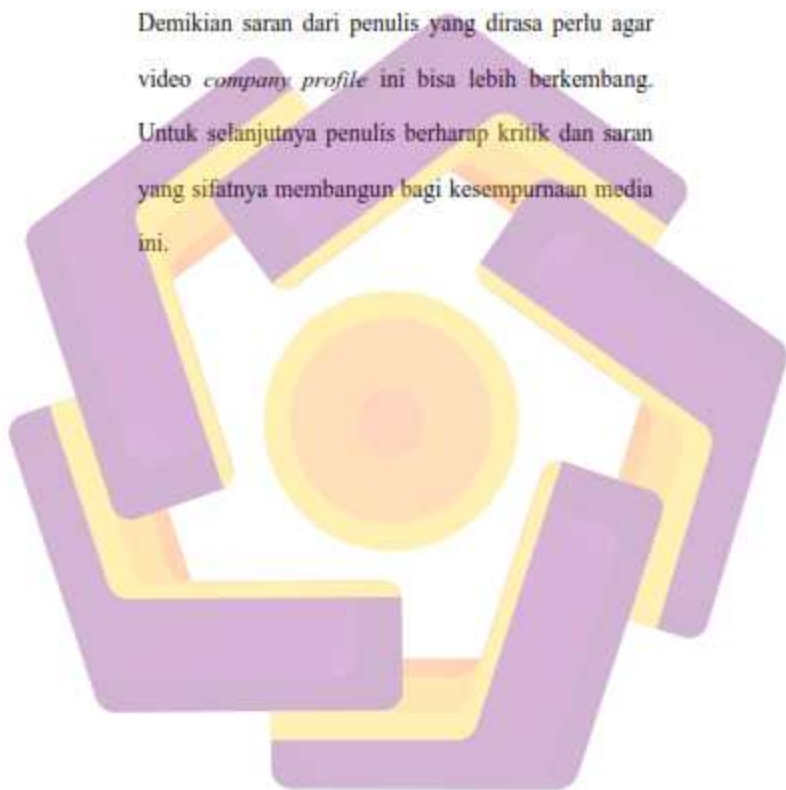 Demikian saran dari penulis yang dirasa perlu agar
video company profile ini bisa lebih berkembang.
Untuk selanjutnya penulis berharap kritik dan saran
yang sifatnya membangun bagi kesempurnaan media
ini.